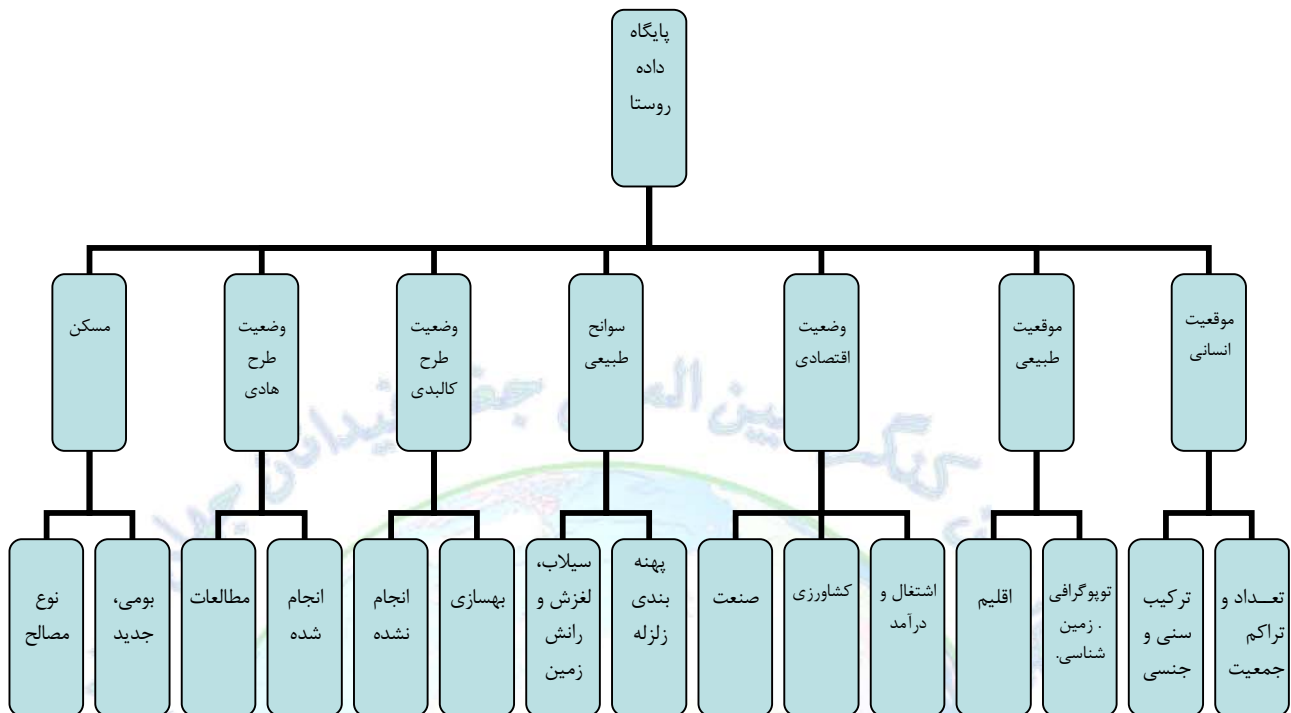 پایگاه
داده
روستا
موقعیت
انسانی
موقعیت
طبیعی
وضعیت
اقتصادی
سوانح
طبیعی
وضعیت
طرح
کالبدی
وضعیت
طرح
هادی
مسکن
تعـــداد و
تراکم
جمعیت
ترکیب
سنی و
جنسی
توپوگرافی
. زمین
شناسی.
اقلیم
اشتغال و
درآمد
کشاورزی
صنعت
پهنه
بندی
زلزله
سیلاب،
لغزش و
رانش
زمین
بهسازی
انجام
نشده
انجام
شده
مطالعات
بومی،
جدید
نوع
مصالح
بین